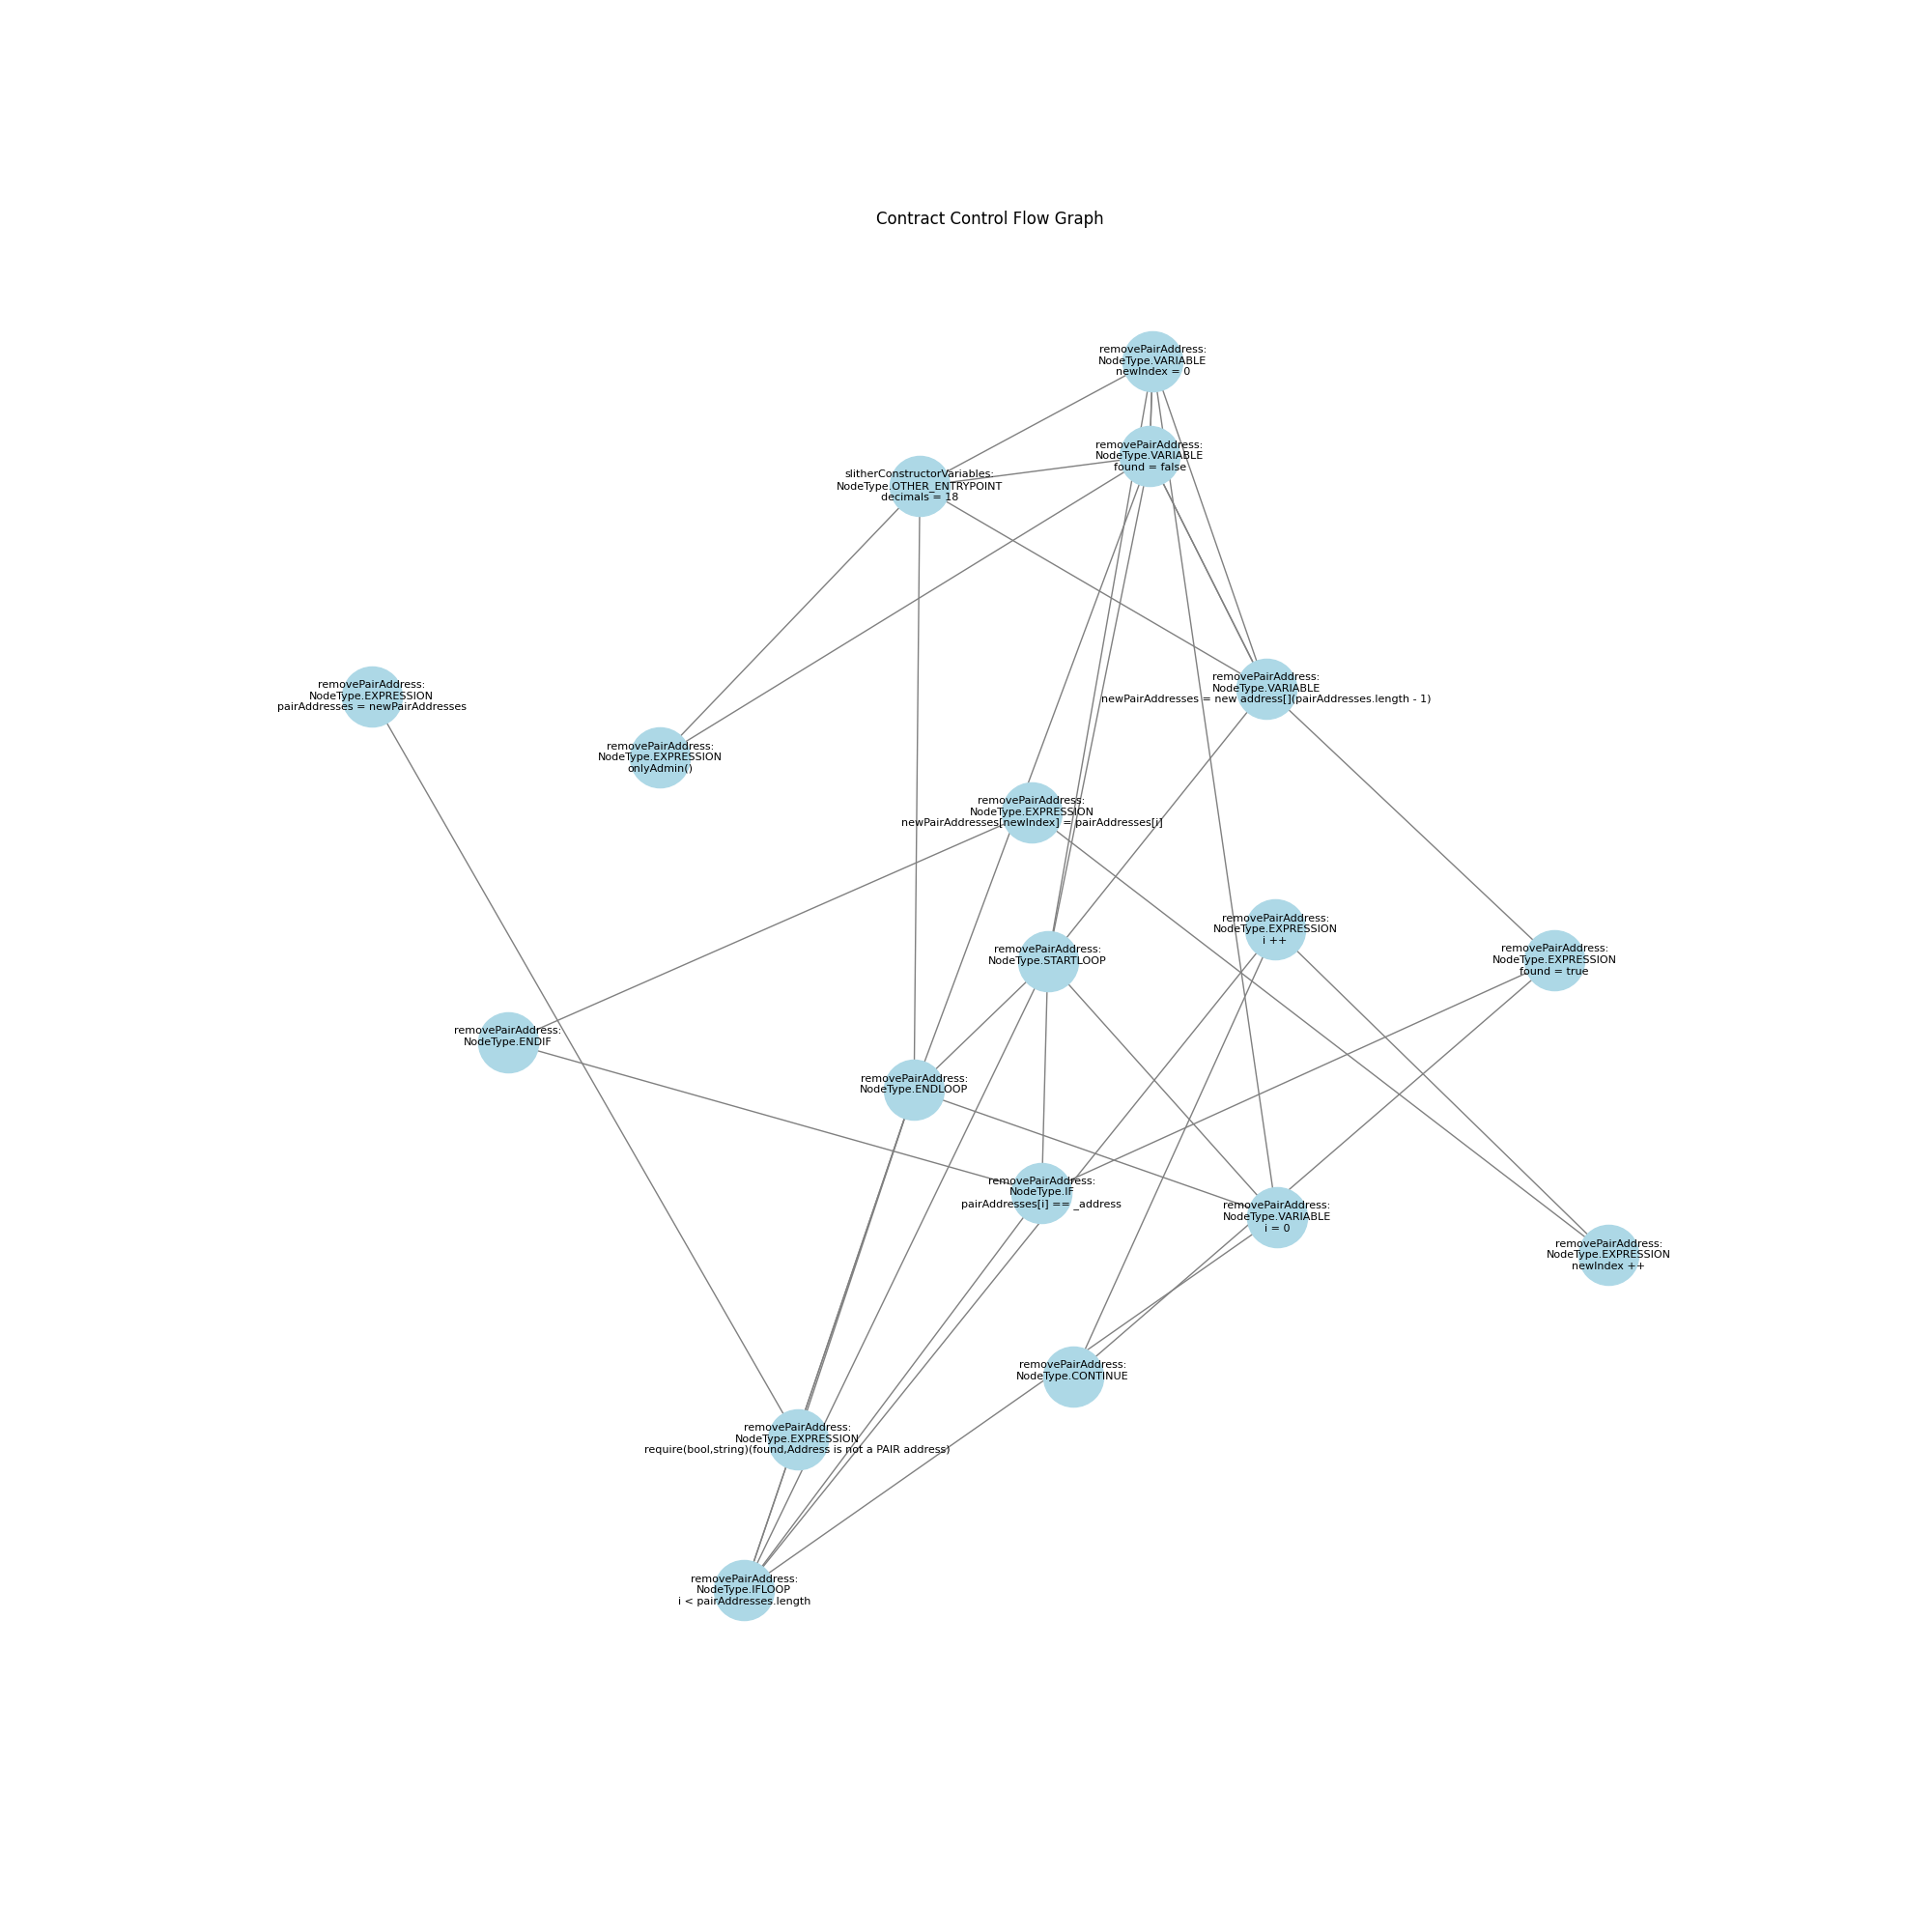 Contract Control Flow Graph
removePairAddress:
NodeType.VARIABLE
newIndex = 0
removePairAddress:
NodeType.VARIABLE
found = false
slitherConstructorVariables:
NodeType.OTHER_ENTRYPOINT
decimals = 18
removePairAddress:
NodeType.VARIABLE
newPairAddresses = new address[](pairAddresses.length - 1)
removePairAddress:
NodeType.EXPRESSION
pairAddresses = newPairAddresses
removePairAddress:
NodeType.EXPRESSION
onlyAdmin()
removePairAddress:
NodeType.EXPRESSION
newPairAddresses[newIndex] = pairAddresses[i]
removePairAddress:
NodeType.EXPRESSION
i ++
removePairAddress:
NodeType.STARTLOOP
removePairAddress:
NodeType.EXPRESSION
found = true
removePairAddress:
NodeType.ENDIF
removePairAddress:
NodeType.ENDLOOP
removePairAddress:
NodeType.IF
pairAddresses[i] == _address
removePairAddress:
NodeType.VARIABLE
i = 0
removePairAddress:
NodeType.EXPRESSION
newIndex ++
removePairAddress:
NodeType.CONTINUE
removePairAddress:
NodeType.EXPRESSION
require(bool,string)(found,Address is not a PAIR address)
removePairAddress:
NodeType.IFLOOP
i < pairAddresses.length